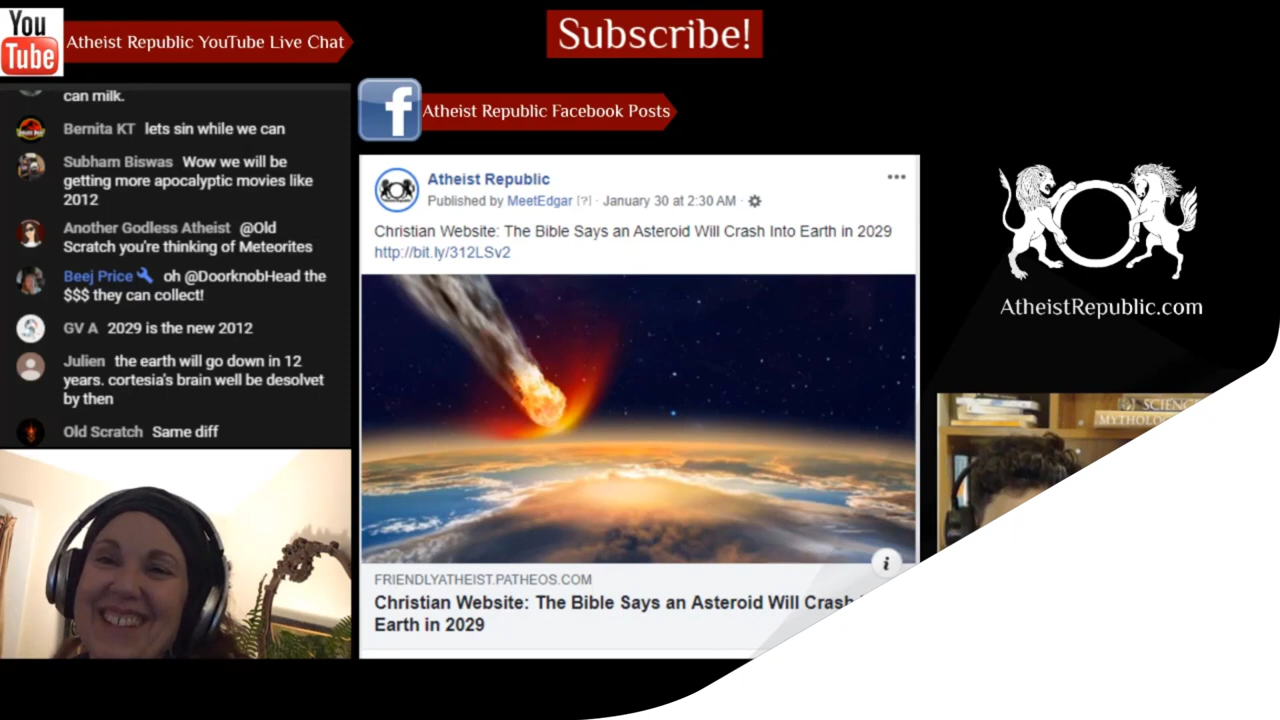 You
Tube
Atheist Republic YouTube Live Chat
Subscribe!
can milk.
Bernita KT lets sin while we can
Subham Biswas Wow we will be
getting more apocalyptic movies like
2012
Another Godless Atheist @Old
Scratch you're thinking of Meteorites
Beej Price oh @DoorknobHead the
$$$ they can collect!
GV A 2029 is the new 2012
Julien the earth will go down in 12
years. cortesia's brain well be desolvet
by then
Old Scratch Same diff
f
Atheist Republic Facebook Posts
Atheist Republic
Published by MeetEdgar [?] · January 30 at 2:30 AM ·
Christian Website: The Bible Says an Asteroid Will Crash Into Earth in 2029
http://bit.ly/312LSv2
i
FRIENDLYATHEIST.PATHEOS.COM
Christian Website: The Bible Says an Asteroid Will Crash
Earth in 2029
AtheistRepublic.com